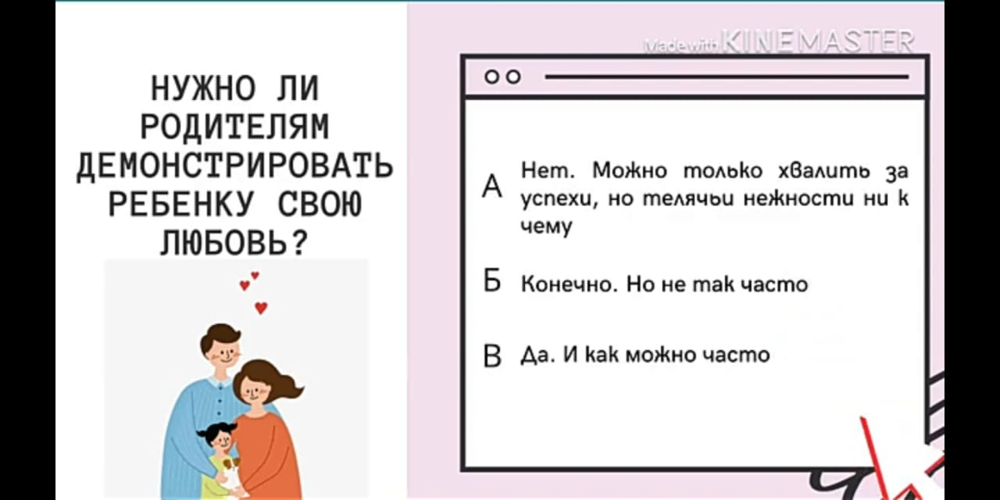 НУЖНО ЛИ
РОДИТЕЛЯМ
ДЕМОНСТРИРОВАТЬ
РЕБЕНКУ СВОЮ
ЛЮБОВЬ?
Made with KINEMASTER
А Нет. Можно только хвалить за
успехи, но телячьи нежности ни к
чему
Б Конечно. Но не так часто
В Да. И как можно часто